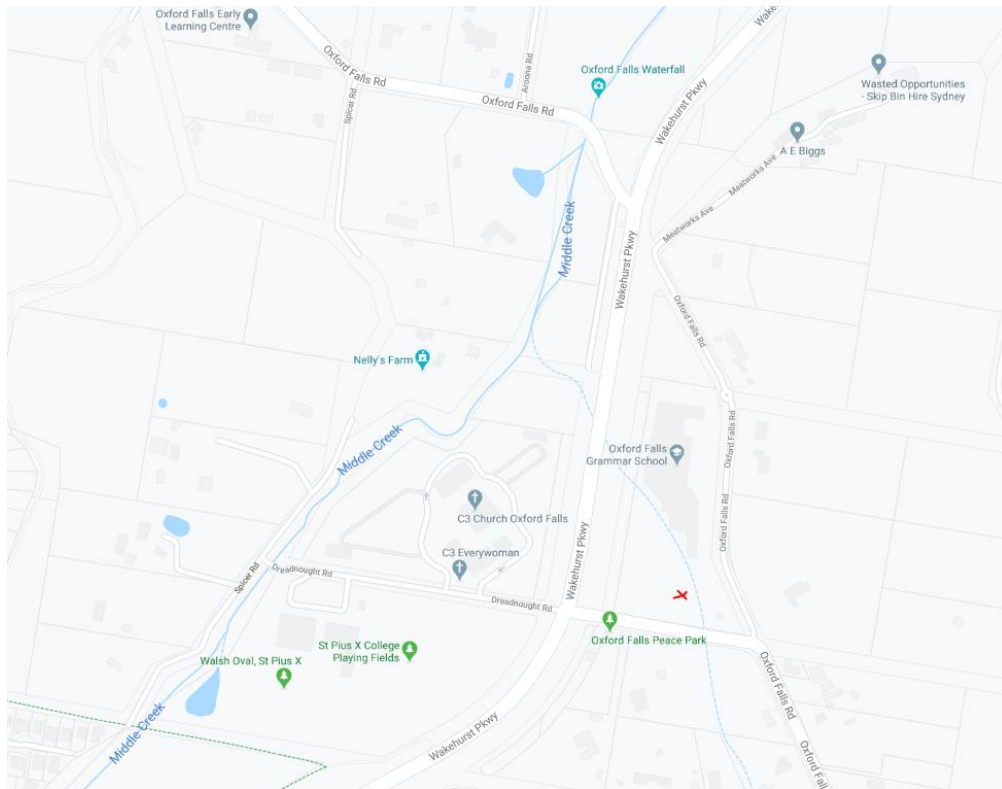 Oxford Falls Early
Learning Centre
Oxford Falls Rd
Oxford Falls Rd
Spicer Rd
Aroona Rd
Oxford Falls Waterfall
Wakehurst
Wakehurst Pkwy
Wasted Opportunities
- Skip Bin Hire Sydney
A E Biggs
Meatworks Ave
Meatworks Ave
Middle Creek
Wakehurst Pkwy
Oxford Falls Rd
Nelly's Farm
Oxford Falls Rd
Middle Creek
Oxford Falls
Grammar School
Oxford Falls Rd
C3 Church Oxford Falls
C3 Everywoman
Wakehurst Pkwy
Spicer Rd
Dreadnought Rd
Dreadnought Rd
Oxford Falls Peace Park
St Pius X College
Playing Fields
Walsh Oval, St Pius X
Oxford Falls Rd
Middle Creek
Wakehurst Pkwy
Oxford Fall